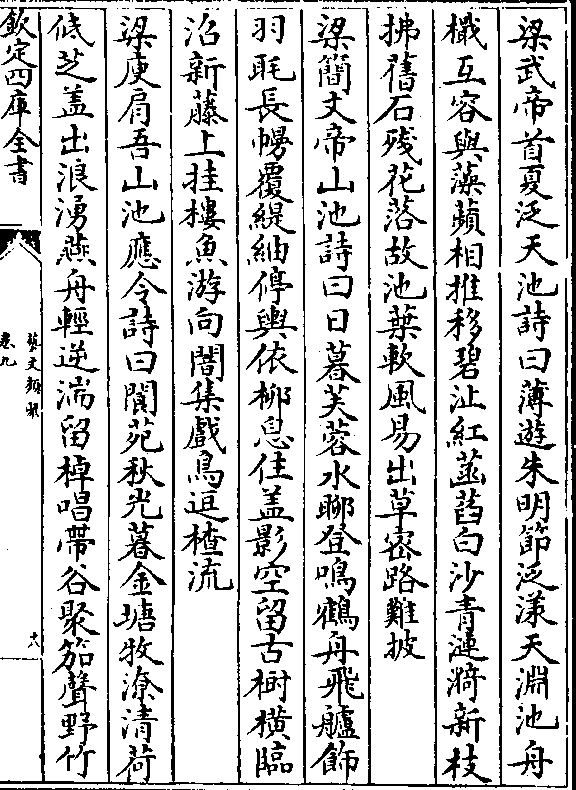 梁武帝首夏泛天池詩曰薄遊朱明節泛漾天淵池舟
檝互容與藻蘋相推移碧沚紅菡萏白沙青漣漪新枝
拂舊石殘花落故池葉軟風易出草密路難披
梁簡文帝山池詩曰日暮芙蓉水聊登鳴鶴舟飛艫飾
羽毦長幔覆緹紬停輿依柳息住盖影空留古樹橫臨
沼新藤上挂樓魚游向闇集戲鳥逗楂流
梁庾肩吾山池應令詩曰閬苑秋光暮金塘牧潦清荷
低芝盖出浪湧燕舟輕逆湍留棹唱帶谷聚笳聲野竹
欽定四庫全書
藝文類聚
卷九
十八